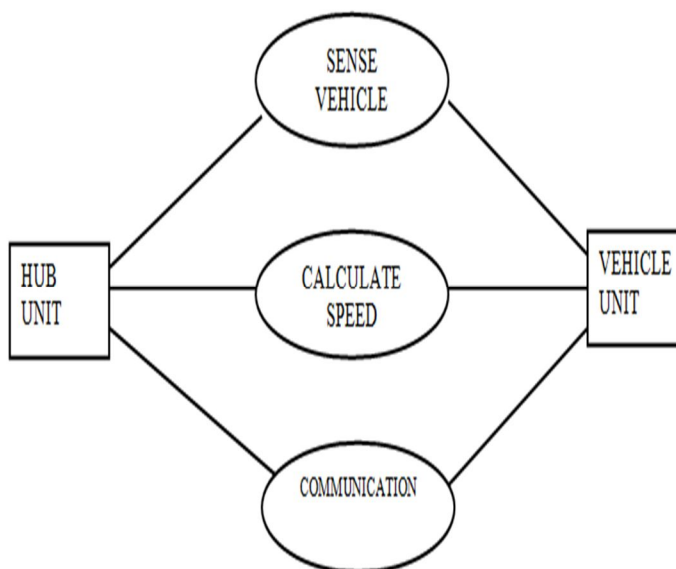 SENSE
VEHICLE
HUB
UNIT
CALCULATE
SPEED
VEHICLE
UNIT
COMMUNICATION